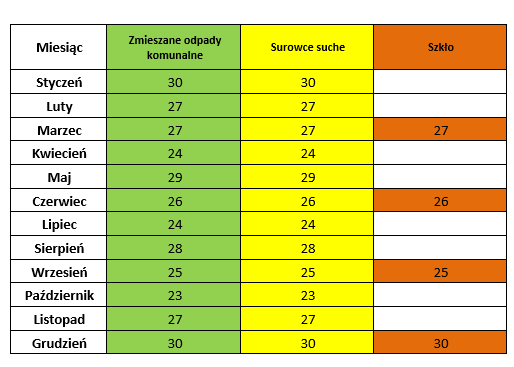 Miesiąc Zmieszane odpady komunalne Surowce suche Szkło
Styczeń 30 30
Luty 27 27
Marzec 27 27 27
Kwiecień 24 24
Maj 29 29
Czerwiec 26 26 26
Lipiec 24 24
Sierpień 28 28
Wrzesień 25 25 25
Październik 23 23
Listopad 27 27
Grudzień 30 30 30